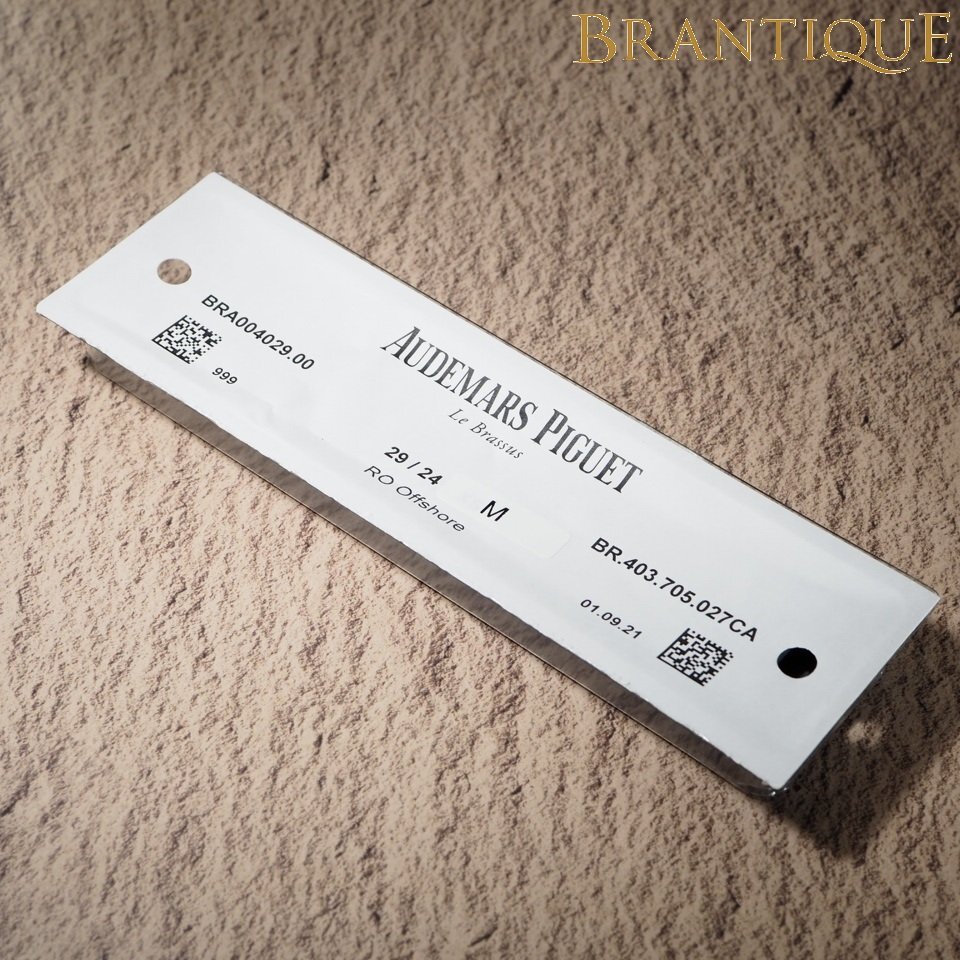 BRANTIQUE
BRA004029.00
999
AUDEMARS PIGUET
Le Brassus
29 / 24 M
RO Offshore
BR.403.705.027CA
01.09.21